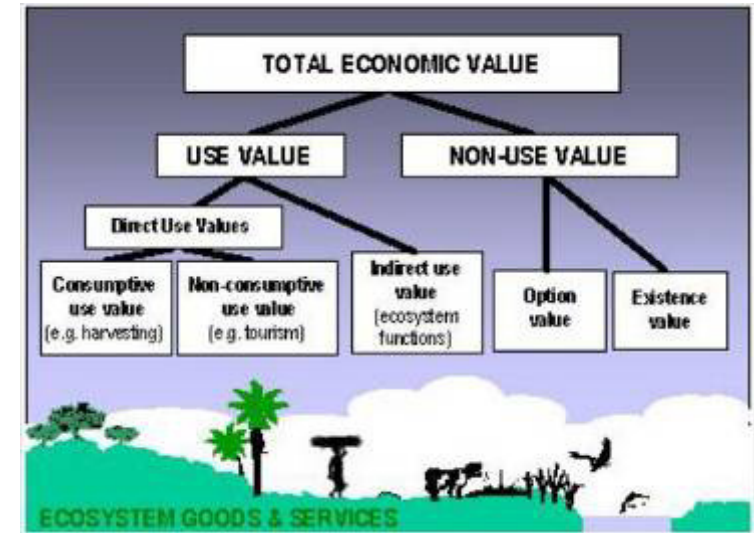 TOTAL ECONOMIC VALUE
USE VALUE
NON-USE VALUE
Direct Use Values
Consumptive
use value
(e.g. harvesting)
Non-consumptive
use value
(e.g. tourism)
Indirect use
value
(ecosystem
functions)
Option
value
Existence
value
ECOSYSTEM GOODS & SERVICES